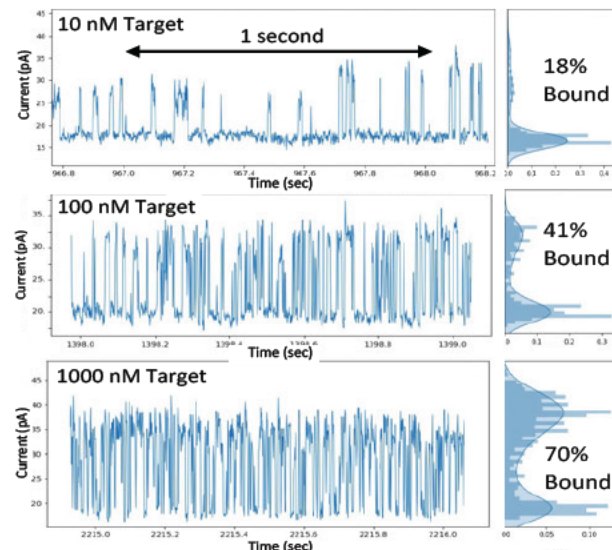 10 nM Target
1 second
18%
Bound
Current (pA)
35
30
15
966.8 967.0 967.2 967.4 967.6 967.8 968.0 968.2
0.0 0.1 0.2 0.3 0.4
Time (sec)
100 nM Target
41%
Bound
Current (pA)
35
30
25
20
1398.0 1398.2 1398.8 1399.0
0.0 0.1 0.2 0.3
Time (sec)
1000 nM Target
70%
Bound
Current (pA)
45
40
35
30
25
20
2215.0 2215.2 2215.4 2215.6 2215.8 2216.0
0.00 0.05 0.10
Time (sec)